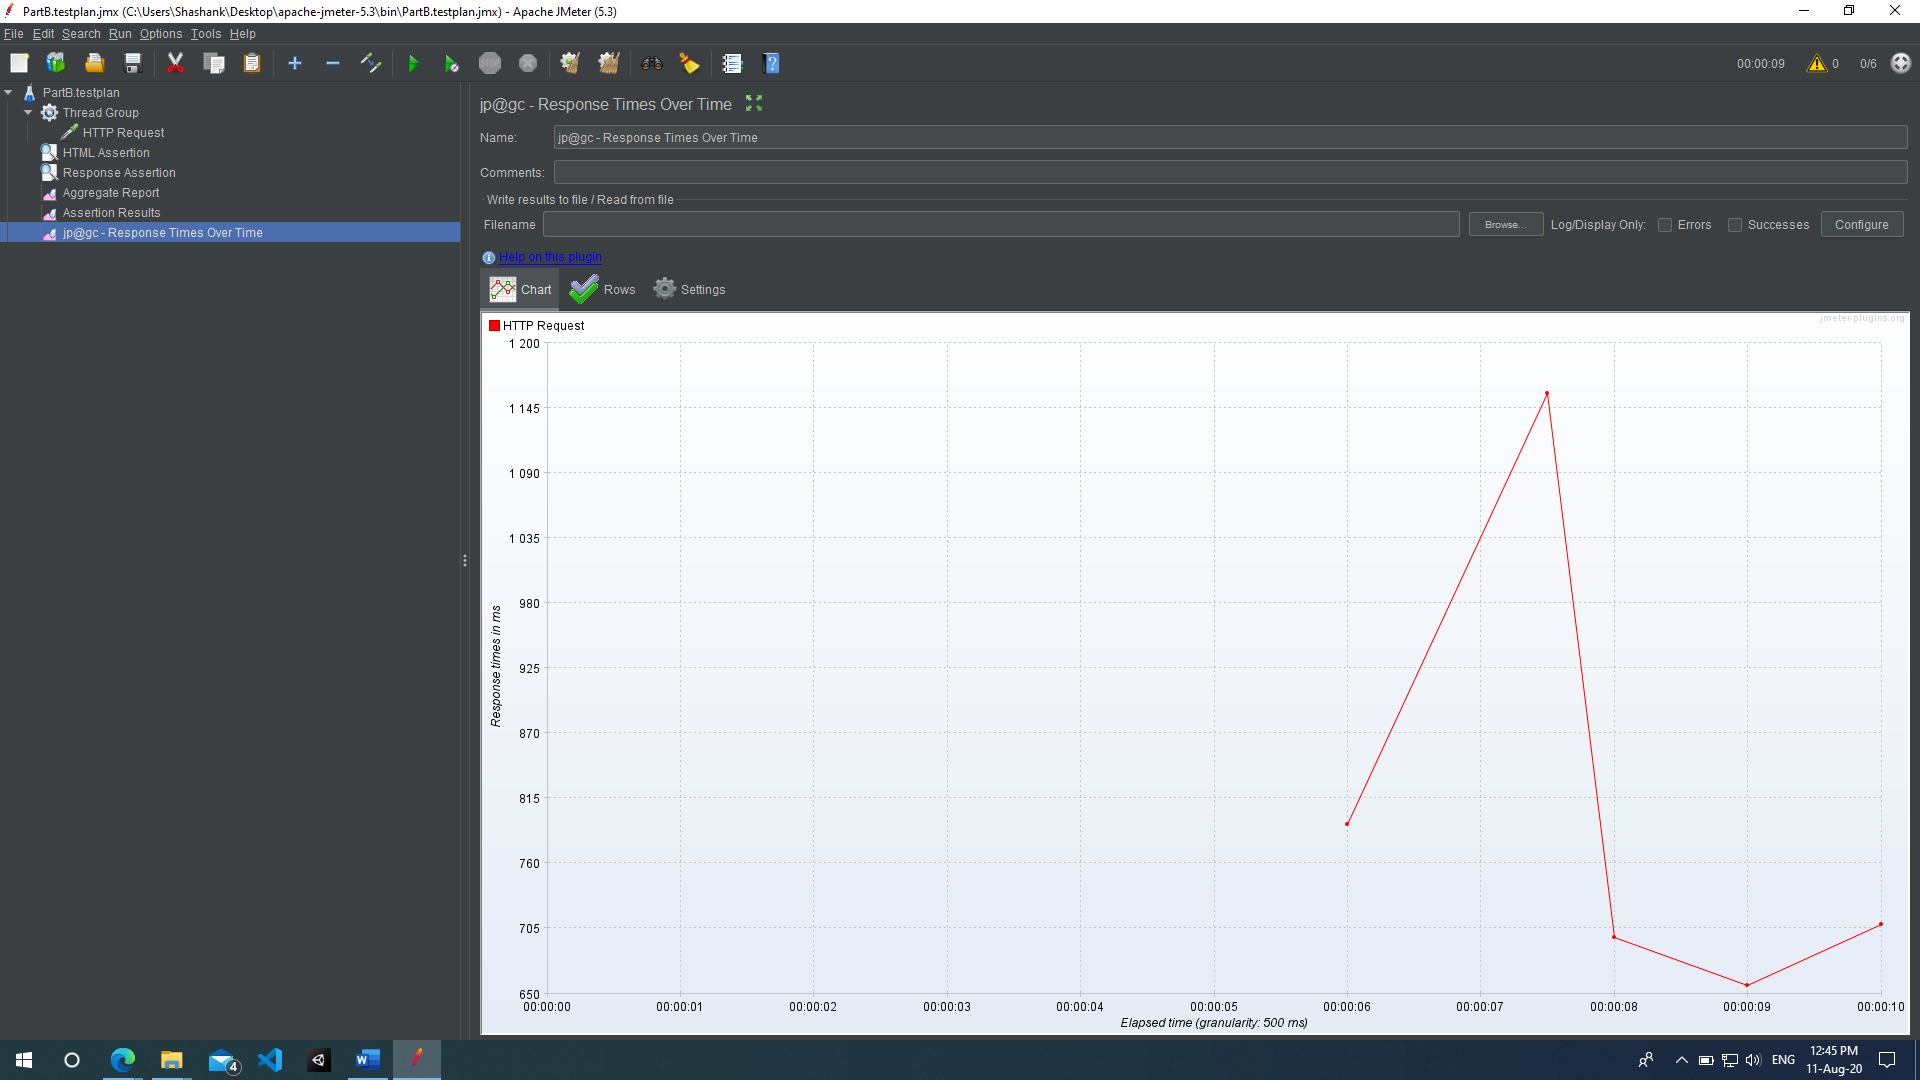 PartB.testplan.jmx (C:\Users\Shashank\Desktop\apache-jmeter-5.3\bin\PartB.testplan.jmx) - Apache JMeter (5.3)
File Edit Search Run Options Tools Help
00:00:09 0 0/6
PartB.testplan
Thread Group
HTTP Request
HTML Assertion
Response Assertion
Aggregate Report
Assertion Results
jp@gc - Response Times Over Time
jp@gc - Response Times Over Time
Name: jp@gc - Response Times Over Time
Comments:
Write results to file / Read from file
Filename Browse... Log/Display Only: Errors Successes Configure
Help on this plugin
Chart Rows Settings
HTTP Request
jmeter-plugins.org
1 200
1 145
1 090
1 035
980
925
870
815
760
705
650
Response times in ms
00:00:00 00:00:01 00:00:02 00:00:03 00:00:04 00:00:05 00:00:06 00:00:07 00:00:08 00:00:09 00:00:10
Elapsed time (granularity: 500 ms)
4
ENG
12:45 PM
11-Aug-20